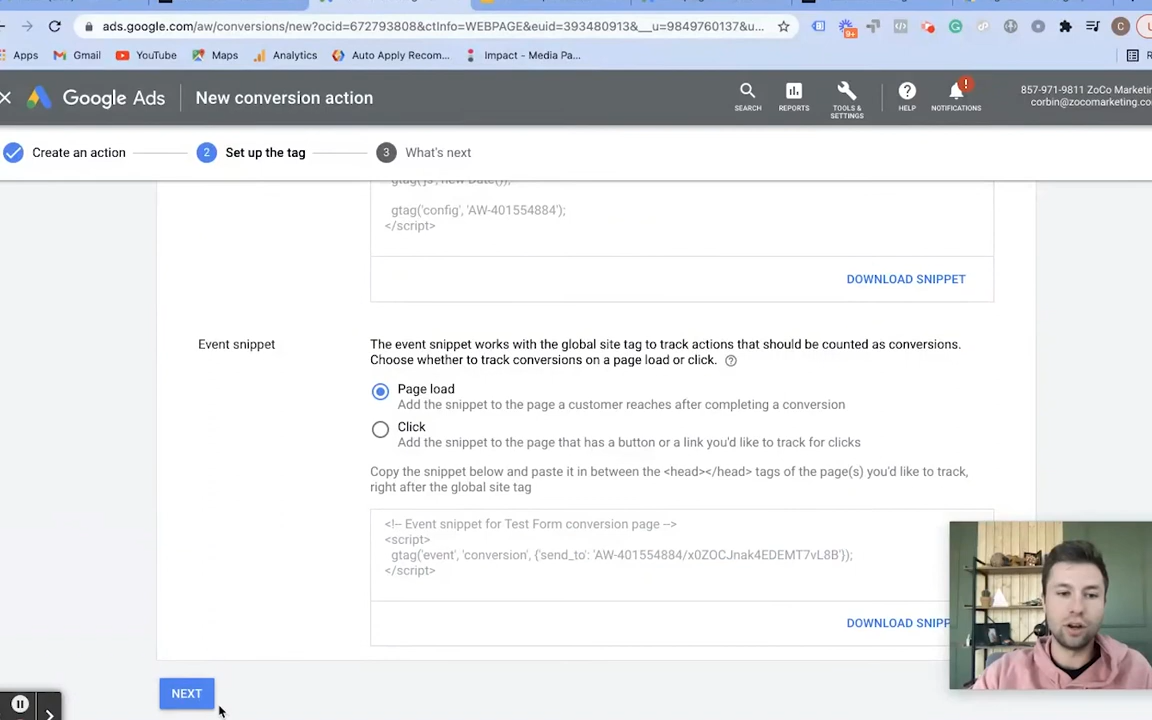 ads.google.com/aw/conversions/new?ocid=672793808&ctInfo=WEBPAGE&euid=393480913&__u=9849760137&u...
9+
Apps
Gmail
YouTube
Maps
Analytics
Auto Apply Recom...
Impact - Media Pa...
Google Ads
New conversion action
SEARCH
REPORTS
TOOLS & SETTINGS
HELP
NOTIFICATIONS
857-971-9811 ZoCo Marketin
corbin@zocomarketing.co
Create an action
2
Set up the tag
3
What's next
gtag('js', new Date());
gtag('config', 'AW-401554884');
</script>
DOWNLOAD SNIPPET
Event snippet
The event snippet works with the global site tag to track actions that should be counted as conversions.
Choose whether to track conversions on a page load or click.
Page load
Add the snippet to the page a customer reaches after completing a conversion
Click
Add the snippet to the page that has a button or a link you'd like to track for clicks
Copy the snippet below and paste it in between the <head></head> tags of the page(s) you'd like to track,
right after the global site tag
<!-- Event snippet for Test Form conversion page -->
<script>
gtag('event', 'conversion', {'send_to': 'AW-401554884/x0ZOCJnak4EDEMT7vL8B'});
</script>
DOWNLOAD SNIPP
NEXT